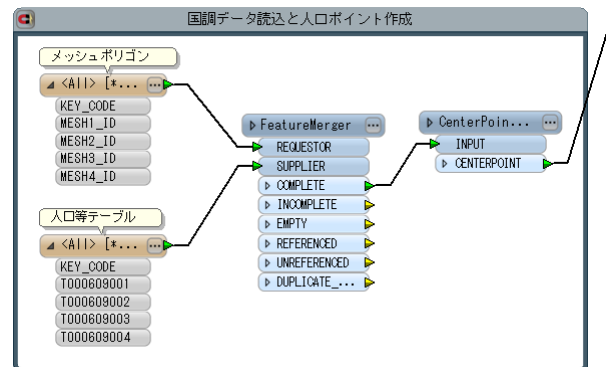 国調データ読込と人口ポイント作成
メッシュポリゴン
<All> [*...
KEY_CODE
MESH1_ID
MESH2_ID
MESH3_ID
MESH4_ID
人口等テーブル
<All> [*...
KEY_CODE
T000609001
T000609002
T000609003
T000609004
FeatureMerger
REQUESTOR
SUPPLIER
COMPLETE
INCOMPLETE
EMPTY
REFERENCED
UNREFERENCED
DUPLICATE_...
CenterPoin...
INPUT
CENTERPOINT